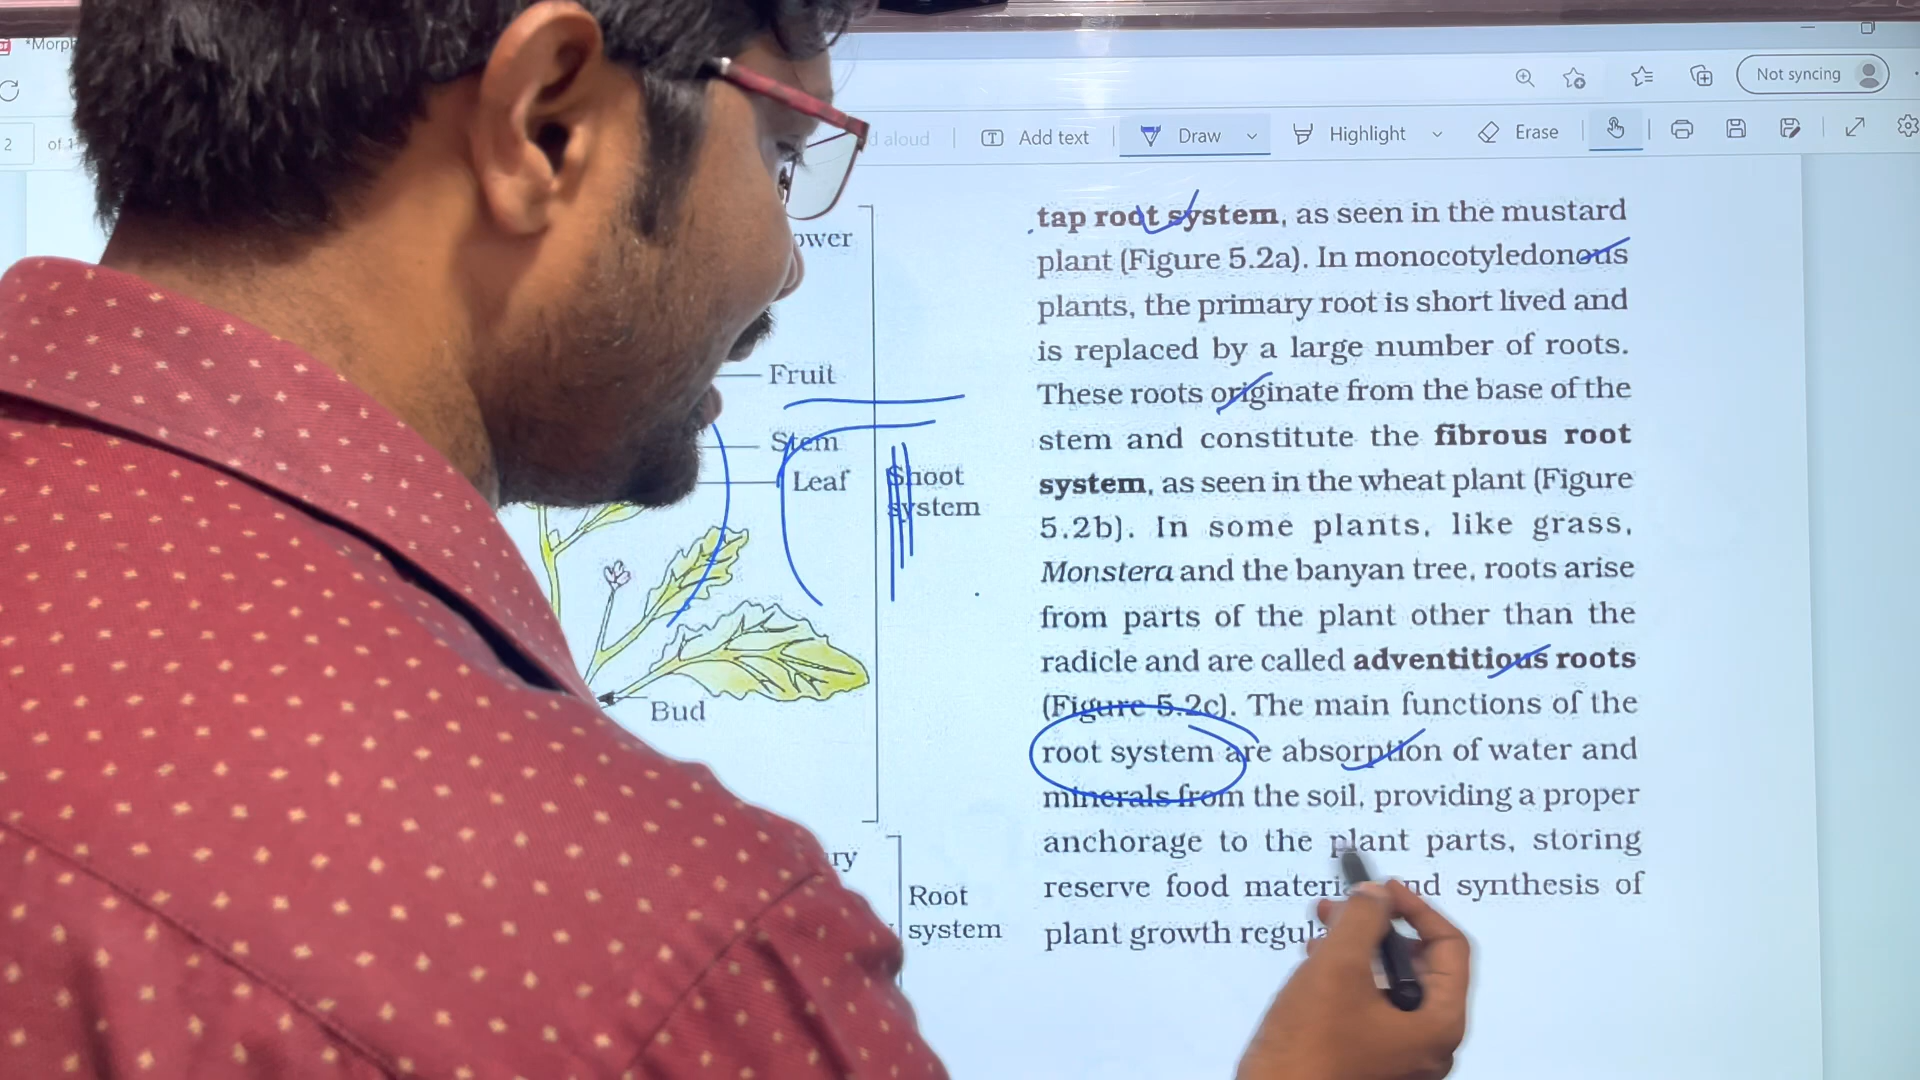 *Morph
Not syncing
2
of 1
d aloud
Add text
Draw
Highlight
Erase
ower
Fruit
Stem
Leaf
Shoot
system
Bud
ry
Root
system
tap root system, as seen in the mustard
plant (Figure 5.2a). In monocotyledonous
plants, the primary root is short lived and
is replaced by a large number of roots.
These roots originate from the base of the
stem and constitute the fibrous root
system, as seen in the wheat plant (Figure
5.2b). In some plants, like grass,
Monstera and the banyan tree, roots arise
from parts of the plant other than the
radicle and are called adventitious roots
(Figure 5.2c). The main functions of the
root system are absorption of water and
minerals from the soil, providing a proper
anchorage to the plant parts, storing
reserve food materi nd synthesis of
plant growth regula